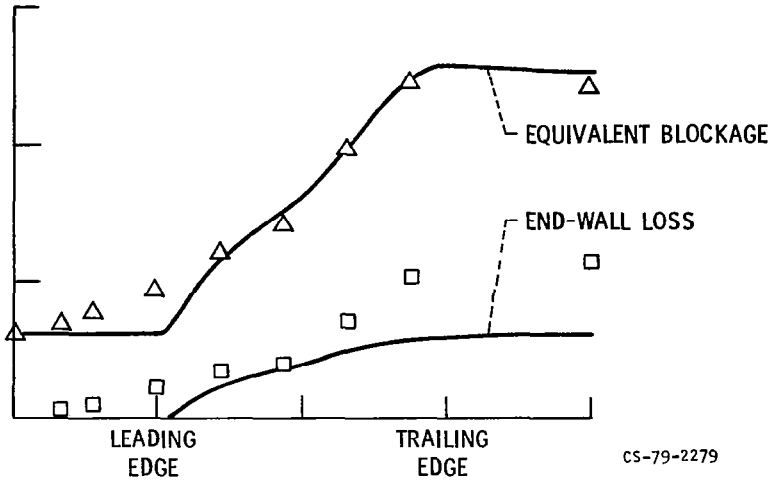 EQUIVALENT BLOCKAGE
END-WALL LOSS
LEADING
EDGE
TRAILING
EDGE
CS-79-2279